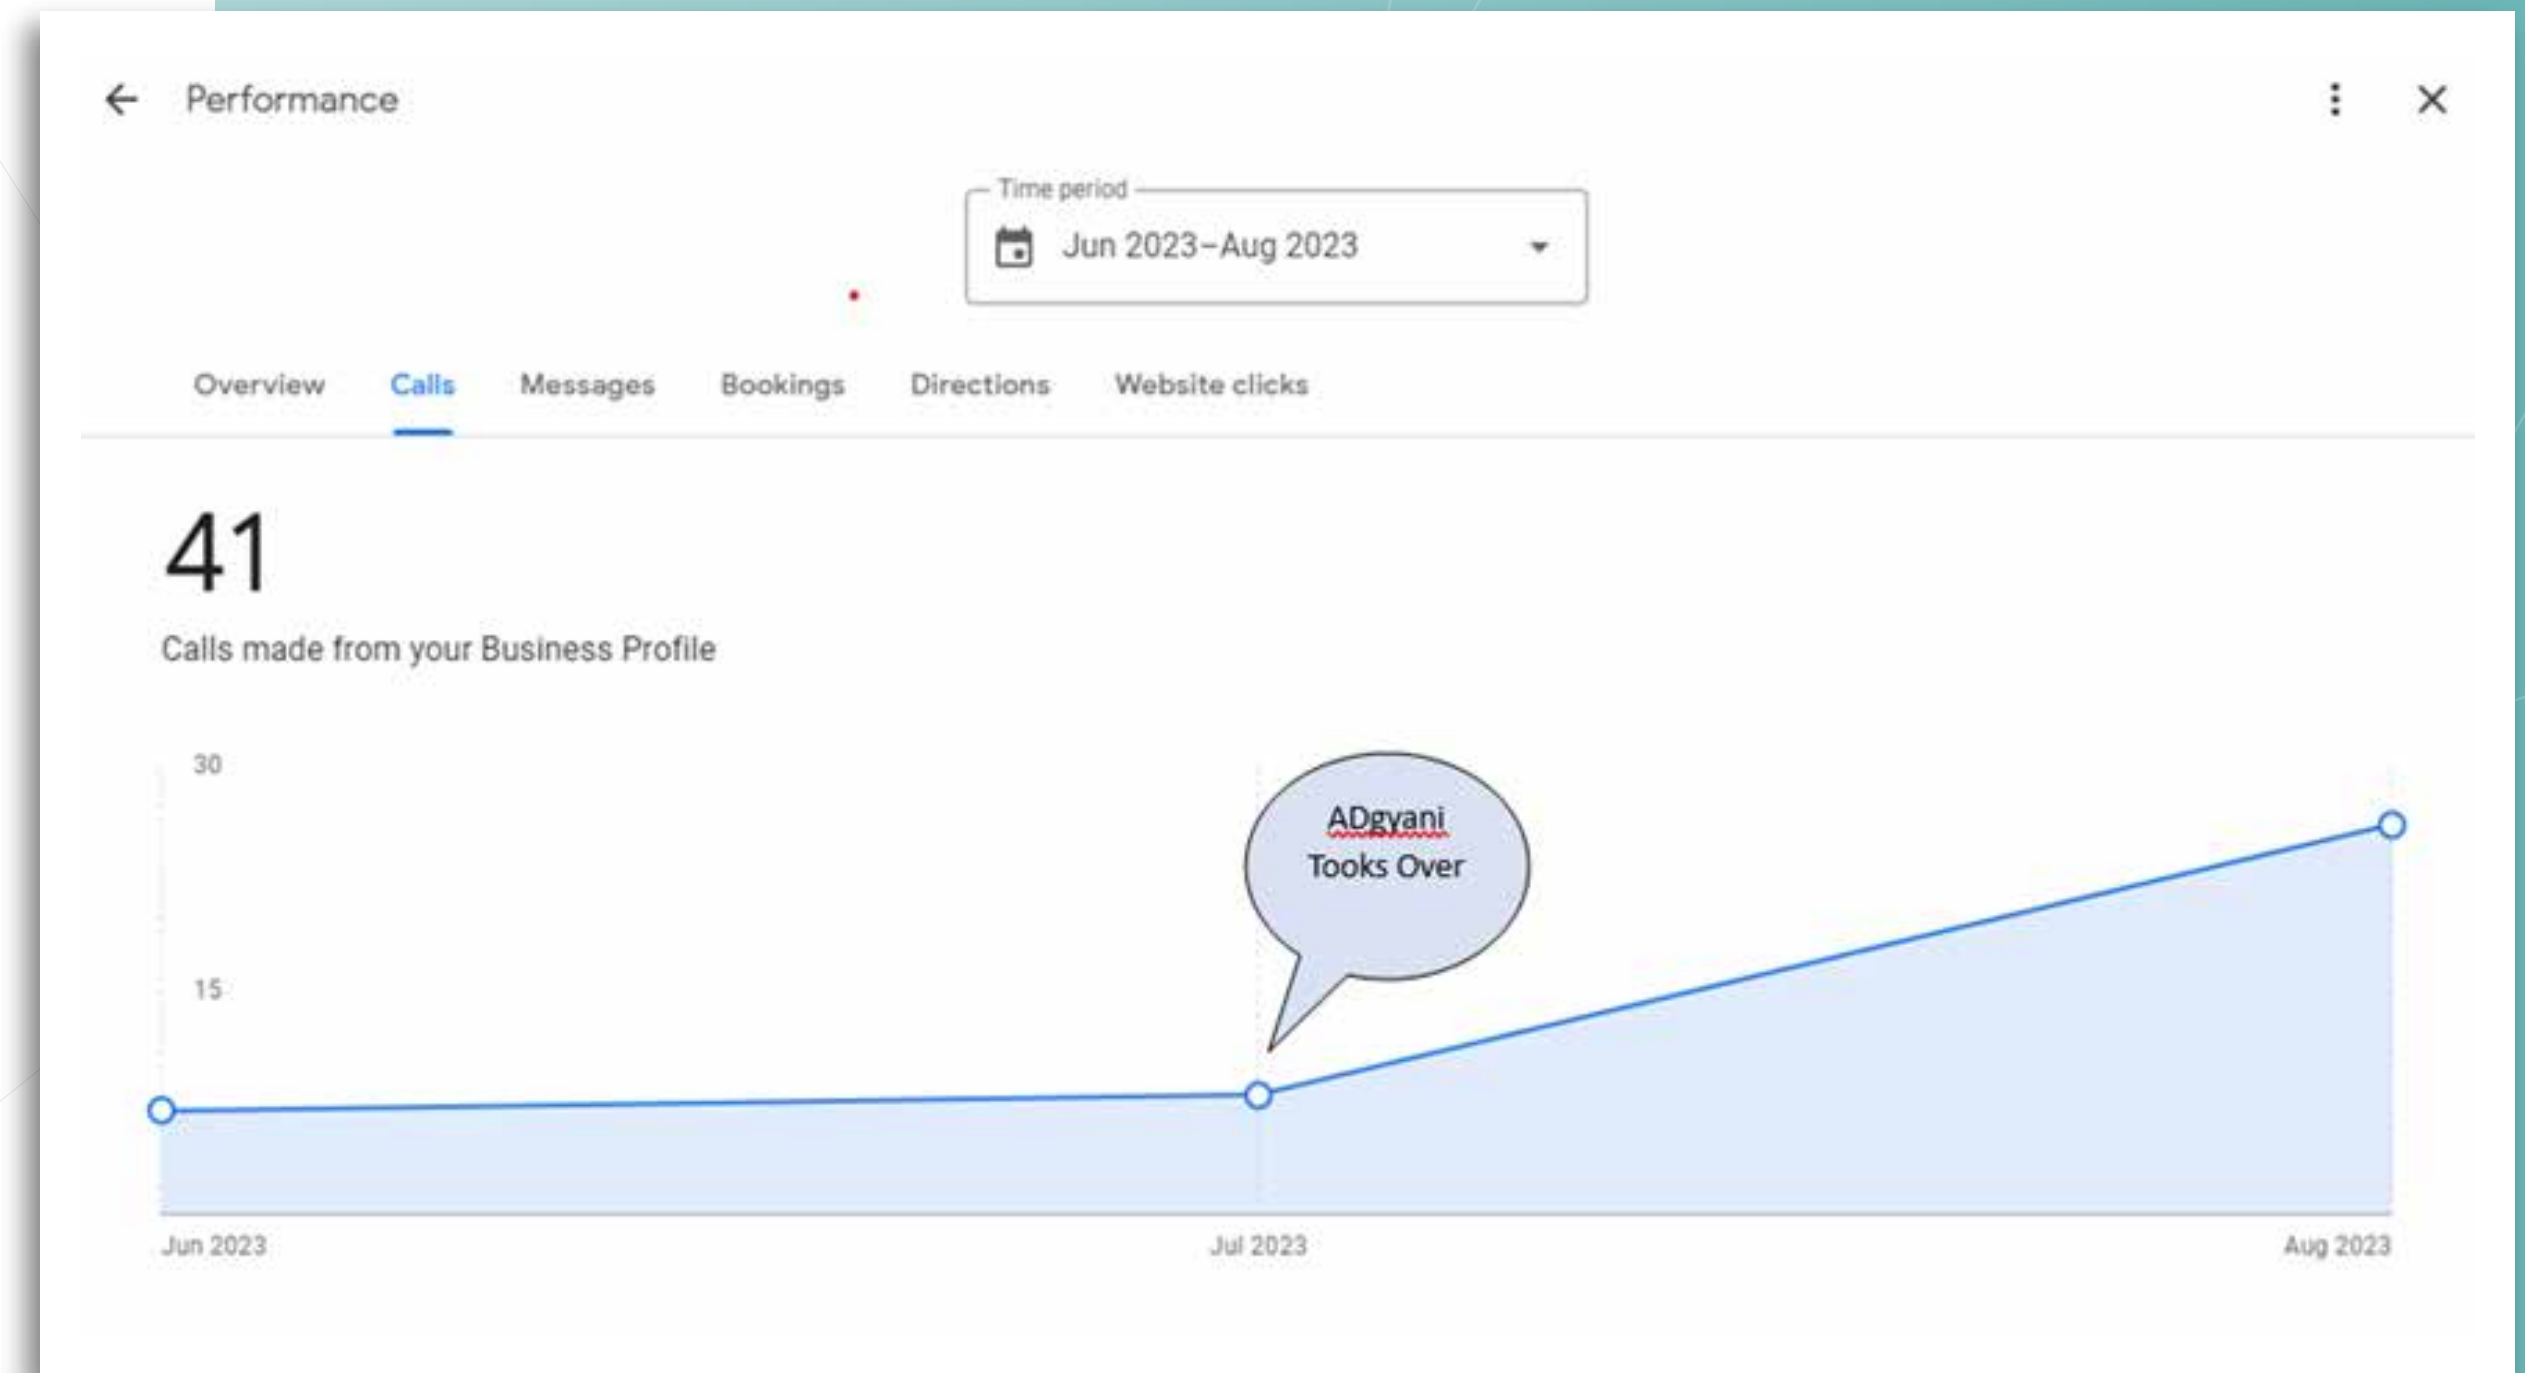 Performance
Time period
Jun 2023–Aug 2023
Overview Calls Messages Bookings Directions Website clicks
41
Calls made from your Business Profile
30
ADgyani
Tooks Over
15
Jun 2023 Jul 2023 Aug 2023